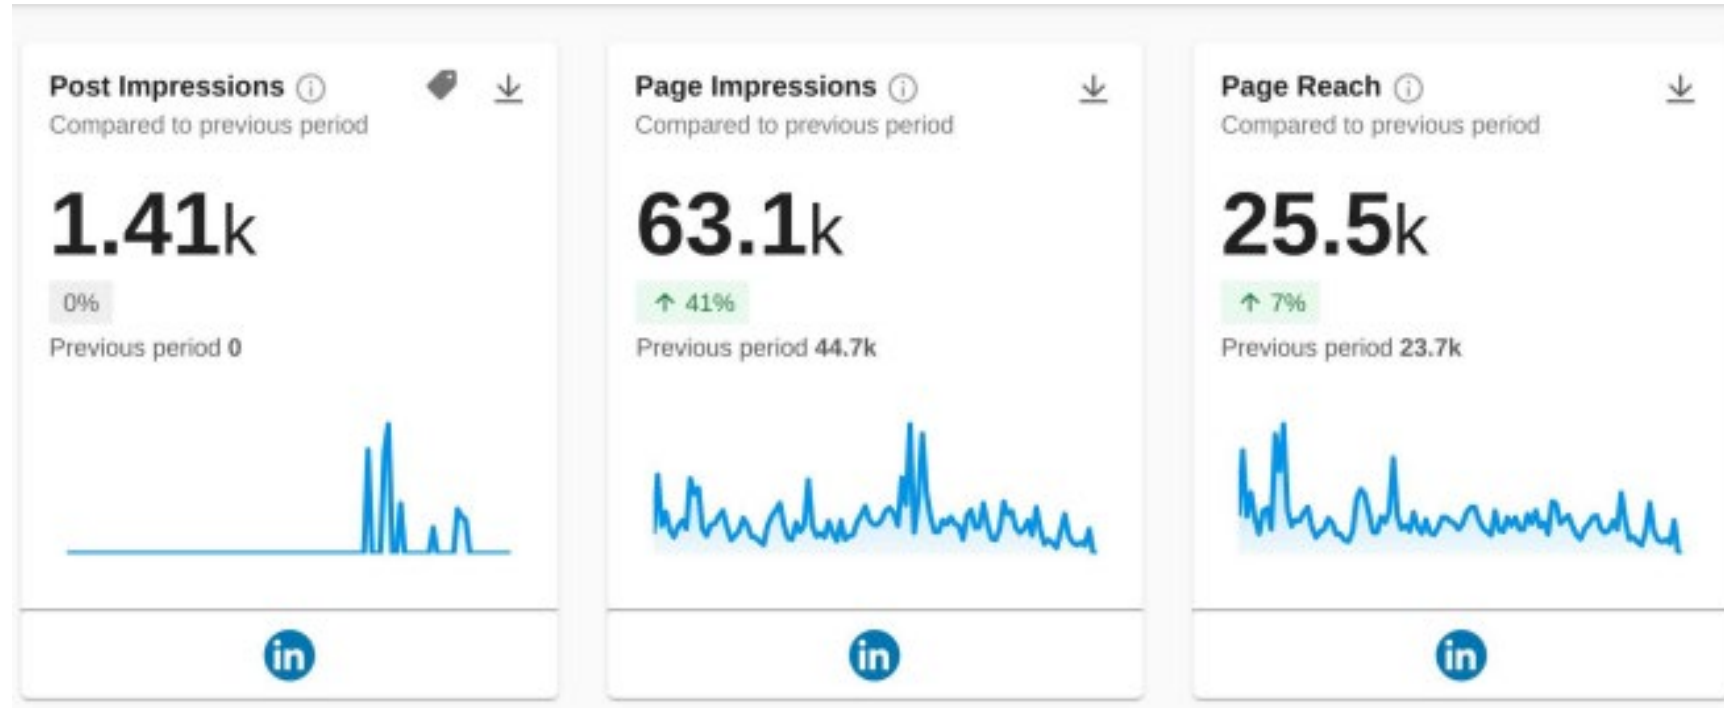 Post Impressions
Compared to previous period
1.41k
0%
Previous period 0
in
Page Impressions
Compared to previous period
63.1k
↑ 41%
Previous period 44.7k
in
Page Reach
Compared to previous period
25.5k
↑ 7%
Previous period 23.7k
in